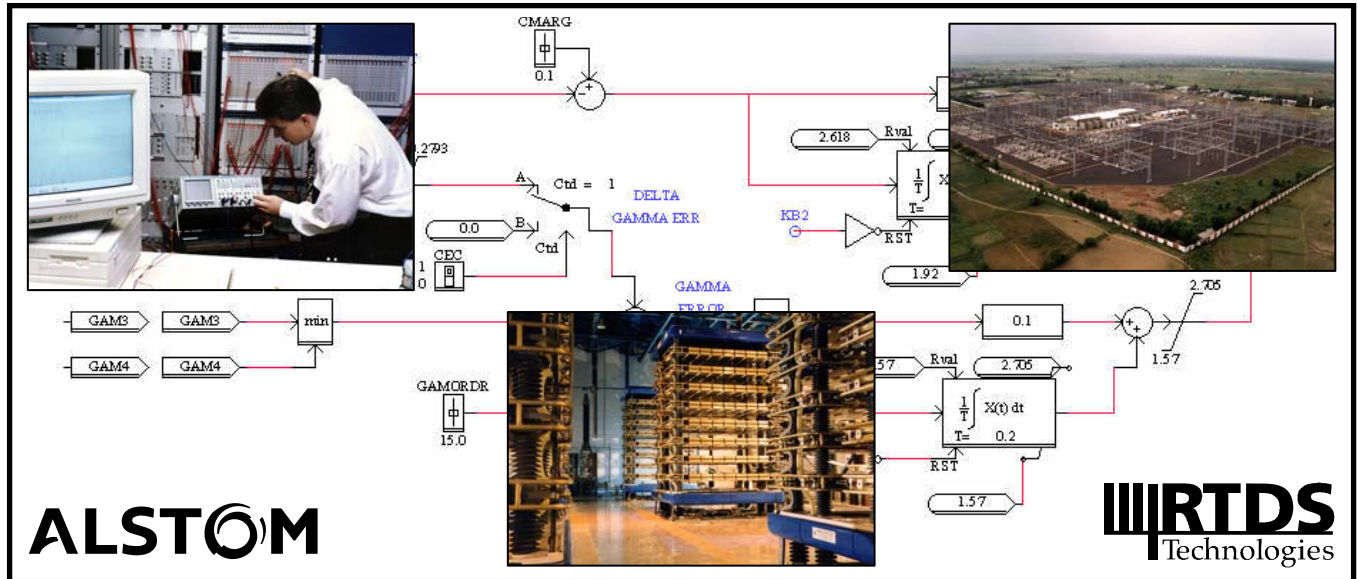 CMARG
0.1
2.618
Rval
0.2793
A
Ctrl = 1
DELTA
GAMMA ERR
B
0.0
Ctrl
KB2
T=
RST
CEC
1
0
1.92
GAMMA
ERROR
2.705
GAM3
GAM3
min
0.1
1.57
GAM4
GAM4
Rval
2.705
GAMORDR
15.0
1
T
X(t) dt
T= 0.2
RST
1.57
ALSTOM
RTDS
Technologies